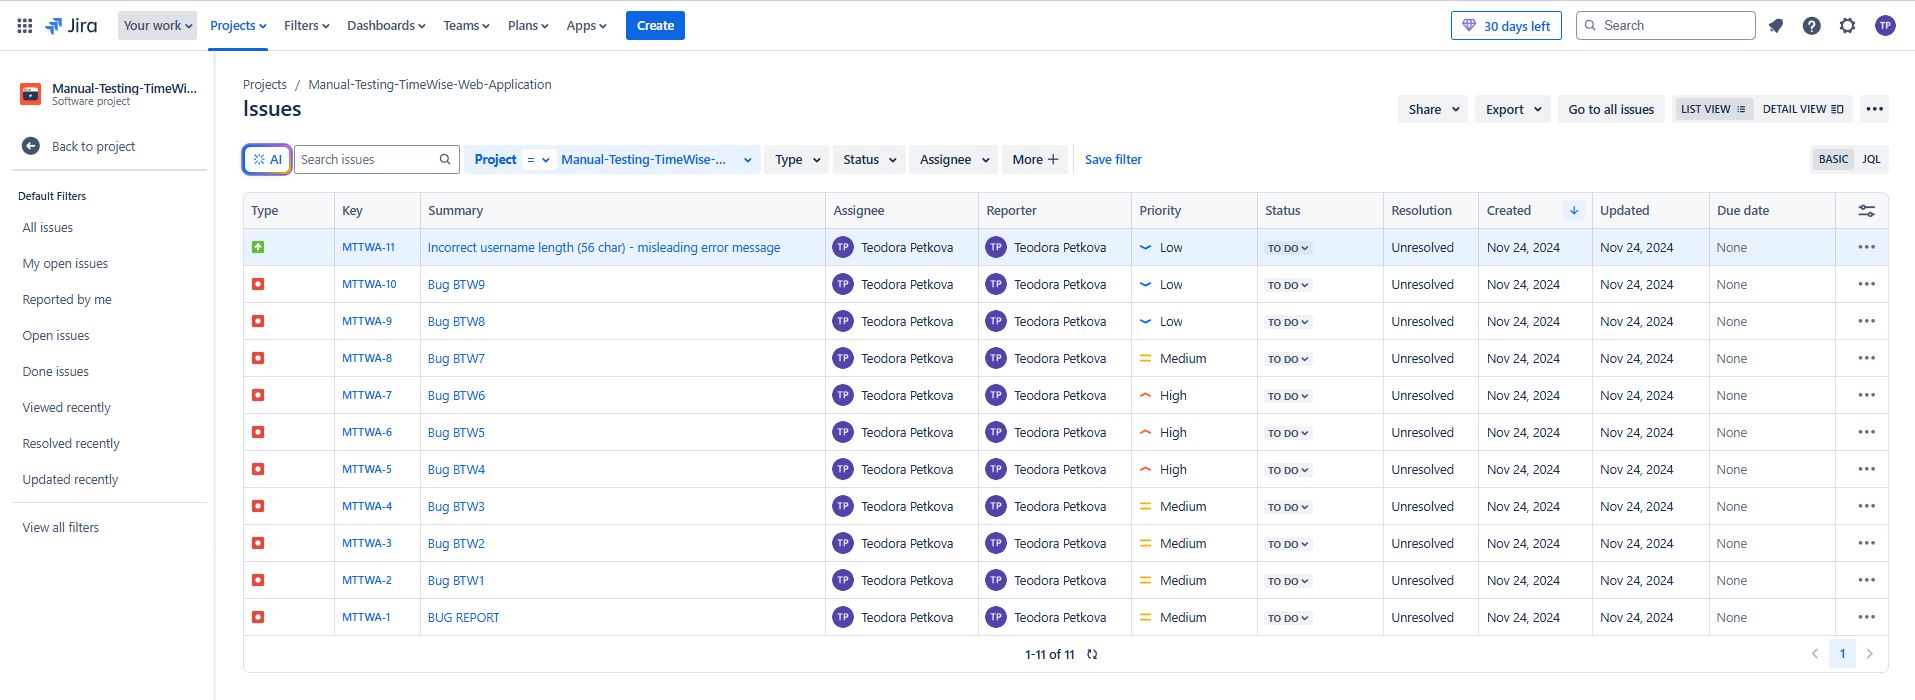 Jira Your work Projects Filters Dashboards Teams Plans Apps Create 30 days left Search TP
Manual-Testing-TimeWi...
Software project
Back to project
Default Filters
All issues
My open issues
Reported by me
Open issues
Done issues
Viewed recently
Resolved recently
Updated recently
View all filters
Projects / Manual-Testing-TimeWise-Web-Application
Issues
Share Export Go to all issues LIST VIEW DETAIL VIEW
AI Search issues Project = Manual-Testing-TimeWise-... Type Status Assignee More + Save filter BASIC JQL
Type Key Summary Assignee Reporter Priority Status Resolution Created Updated Due date
MTTWA-11 Incorrect username length (56 char) - misleading error message TP Teodora Petkova TP Teodora Petkova Low TO DO Unresolved Nov 24, 2024 Nov 24, 2024 None
MTTWA-10 Bug BTW9 TP Teodora Petkova TP Teodora Petkova Low TO DO Unresolved Nov 24, 2024 Nov 24, 2024 None
MTTWA-9 Bug BTW8 TP Teodora Petkova TP Teodora Petkova Low TO DO Unresolved Nov 24, 2024 Nov 24, 2024 None
MTTWA-8 Bug BTW7 TP Teodora Petkova TP Teodora Petkova Medium TO DO Unresolved Nov 24, 2024 Nov 24, 2024 None
MTTWA-7 Bug BTW6 TP Teodora Petkova TP Teodora Petkova High TO DO Unresolved Nov 24, 2024 Nov 24, 2024 None
MTTWA-6 Bug BTW5 TP Teodora Petkova TP Teodora Petkova High TO DO Unresolved Nov 24, 2024 Nov 24, 2024 None
MTTWA-5 Bug BTW4 TP Teodora Petkova TP Teodora Petkova High TO DO Unresolved Nov 24, 2024 Nov 24, 2024 None
MTTWA-4 Bug BTW3 TP Teodora Petkova TP Teodora Petkova Medium TO DO Unresolved Nov 24, 2024 Nov 24, 2024 None
MTTWA-3 Bug BTW2 TP Teodora Petkova TP Teodora Petkova Medium TO DO Unresolved Nov 24, 2024 Nov 24, 2024 None
MTTWA-2 Bug BTW1 TP Teodora Petkova TP Teodora Petkova Medium TO DO Unresolved Nov 24, 2024 Nov 24, 2024 None
MTTWA-1 BUG REPORT TP Teodora Petkova TP Teodora Petkova Medium TO DO Unresolved Nov 24, 2024 Nov 24, 2024 None
1-11 of 11 1